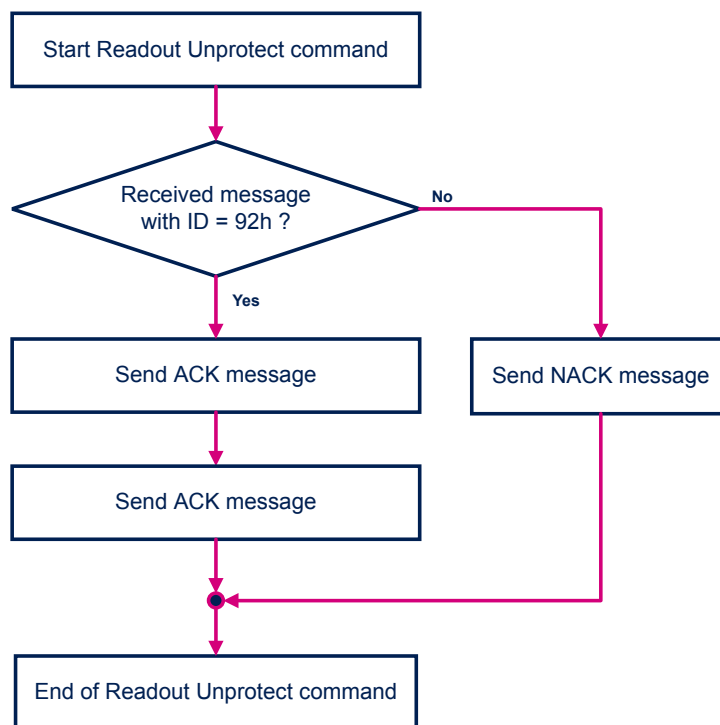 Start Readout Unprotect command
Received message
with ID = 92h ?
No
Yes
Send ACK message
Send NACK message
Send ACK message
End of Readout Unprotect command